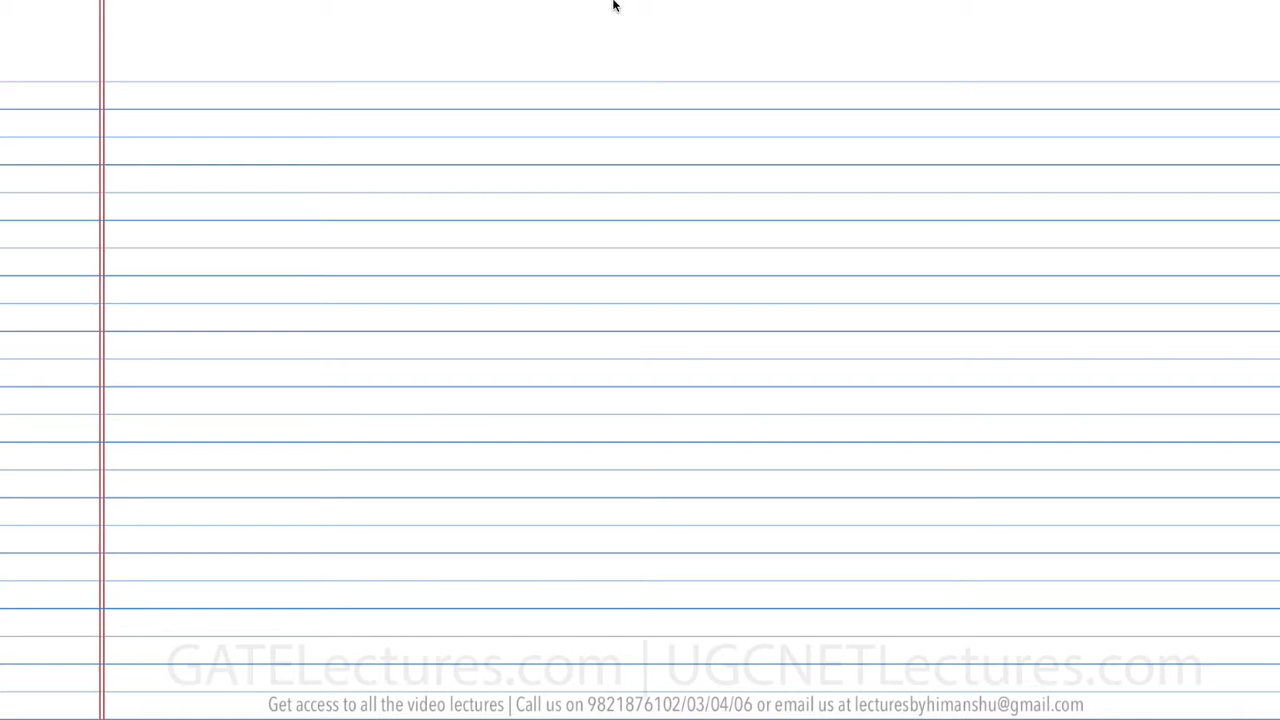 GATELectures.com | UGCNETLectures.com
Get access to all the video lectures | Call us on 9821876102/03/04/06 or email us at lecturesbyhimanshu@gmail.com